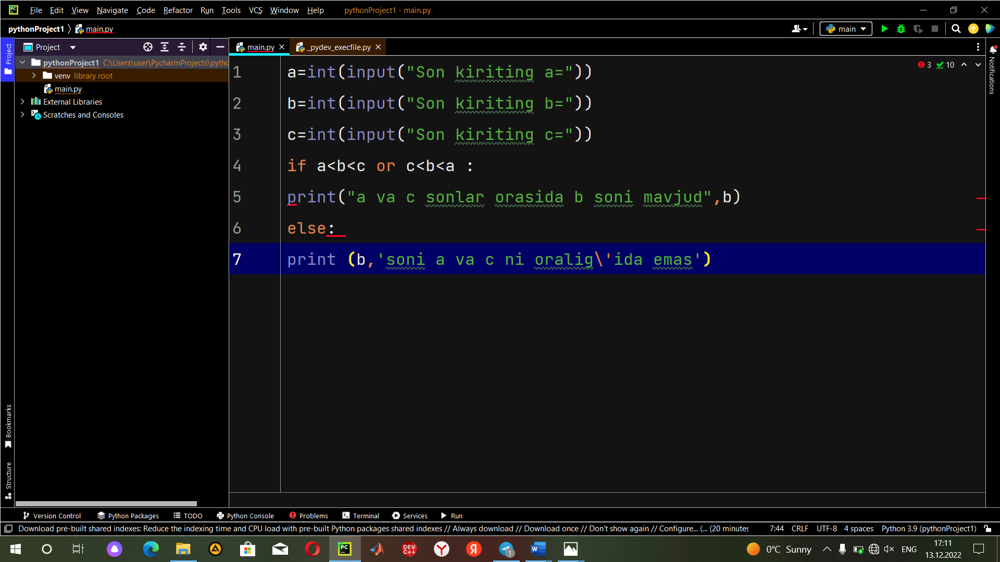 File Edit View Navigate Code Refactor Run Tools VCS Window Help pythonProject1 - main.py
pythonProject1 main.py main
Project main.py _pydev_execfile.py
pythonProject1 C:\Users\user\PycharmProjects\pytho
venv library root
main.py
External Libraries
Scratches and Consoles
Project
Bookmarks
Structure
3 10
Notifications
1 a=int(input("Son kiriting a="))
2 b=int(input("Son kiriting b="))
3 c=int(input("Son kiriting c="))
4 if a<b<c or c<b<a :
5 print("a va c sonlar orasida b soni mavjud",b)
6 else:
7 print (b,'soni a va c ni oralig\'ida emas')
Version Control Python Packages TODO Python Console Problems Terminal Services Run
Download pre-built shared indexes: Reduce the indexing time and CPU load with pre-built Python packages shared indexes // Always download // Download once // Don't show again // Configure... (... (20 minutes 7:44 CRLF UTF-8 4 spaces Python 3.9 (pythonProject1)
PC DEV C++ Я 1 W 0°C Sunny ENG 17:11
13.12.2022